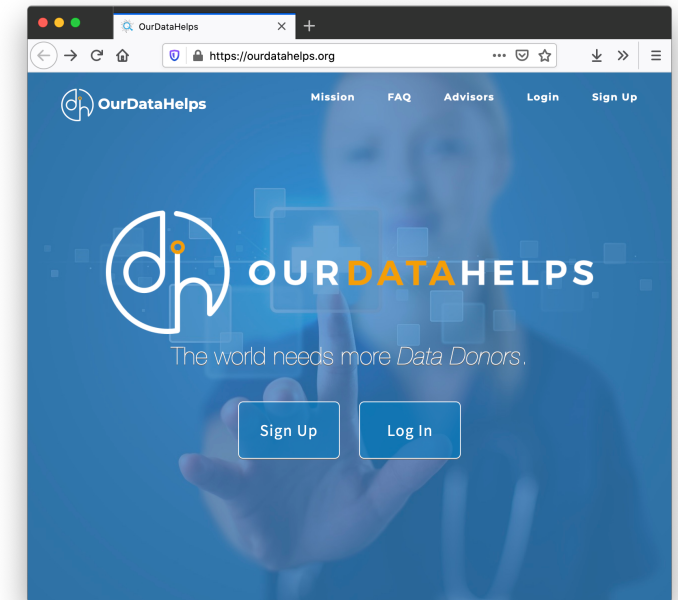 OurDataHelps
https://ourdatahelps.org
OurDataHelps
Mission FAQ Advisors Login Sign Up
OURDATAHELPS
The world needs more Data Donors.
Sign Up Log In